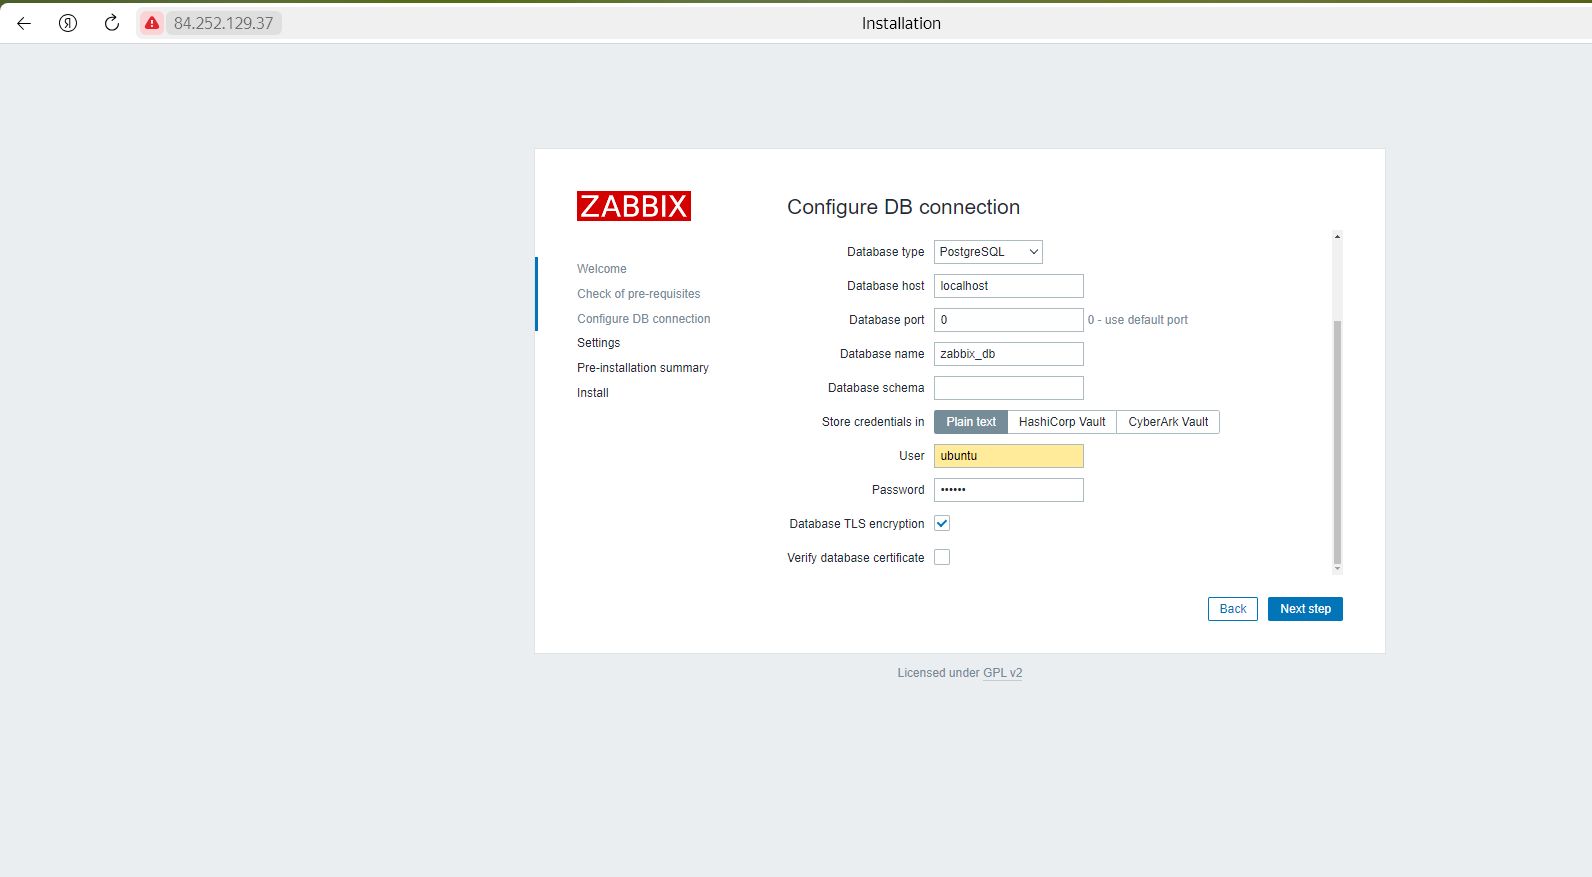 84.252.129.37 Installation
ZABBIX
Welcome
Check of pre-requisites
Configure DB connection
Settings
Pre-installation summary
Install
Configure DB connection
Database type PostgreSQL
Database host localhost
Database port 0 0 - use default port
Database name zabbix_db
Database schema
Store credentials in Plain text HashiCorp Vault CyberArk Vault
User ubuntu
Password ••••••
Database TLS encryption
Verify database certificate
Back Next step
Licensed under GPL v2